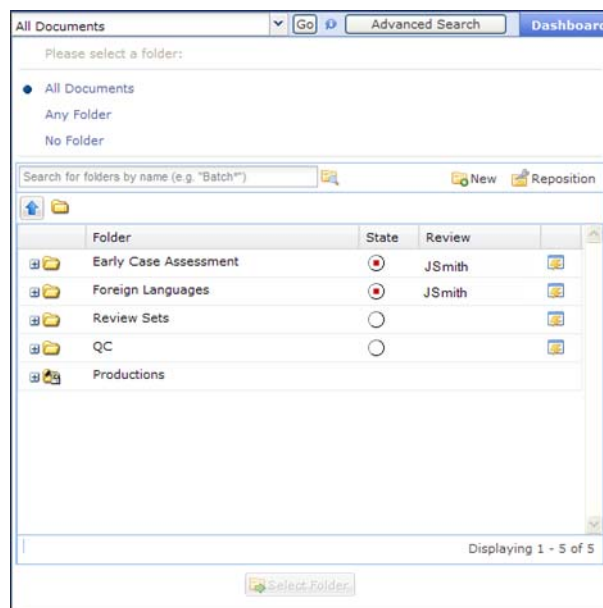 All Documents Go Advanced Search Dashboard
Please select a folder:
All Documents
Any Folder
No Folder
Search for folders by name (e.g. "Batch*") New Reposition
Folder State Review
Early Case Assessment JSmith
Foreign Languages JSmith
Review Sets
QC
Productions
Displaying 1 - 5 of 5
Select Folder